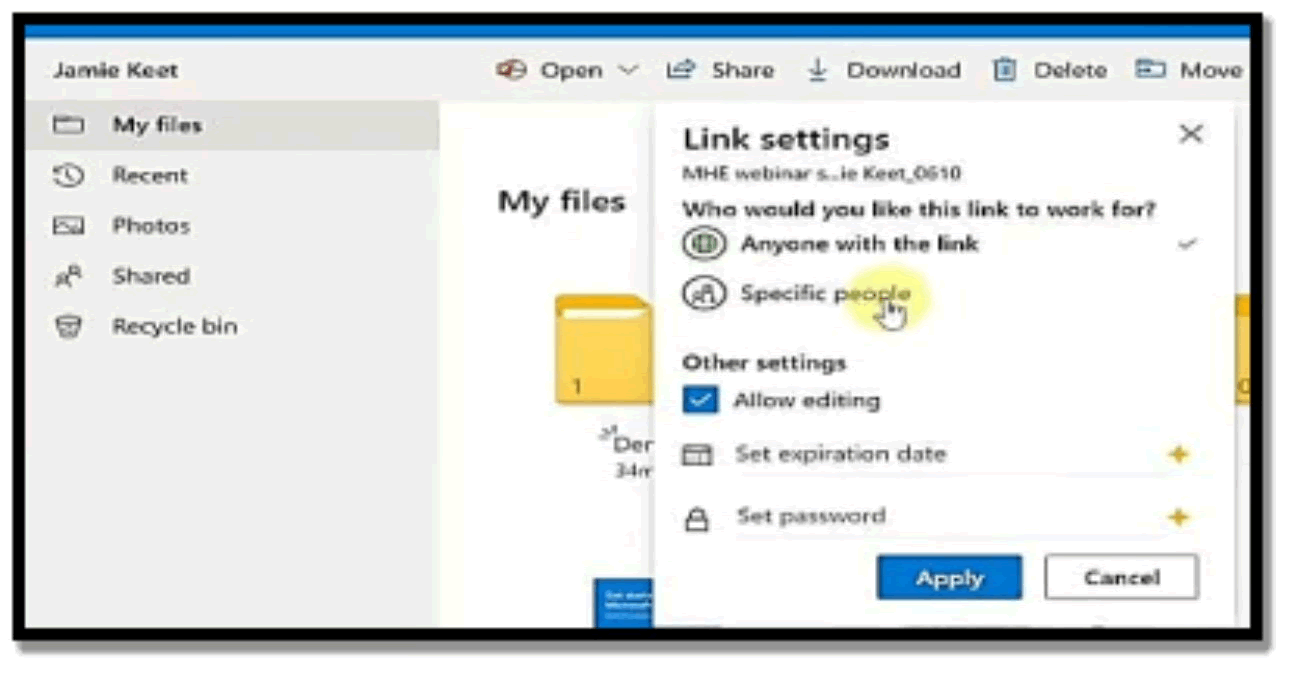 Jamie Keet
Open Share Download Delete Move
My files
Recent
Photos
Shared
Recycle bin
My files
1
Der
34m
Link settings
MHE webinar s...ie Keet_0610
Who would you like this link to work for?
Anyone with the link
Specific people
Other settings
Allow editing
Set expiration date
Set password
Apply Cancel